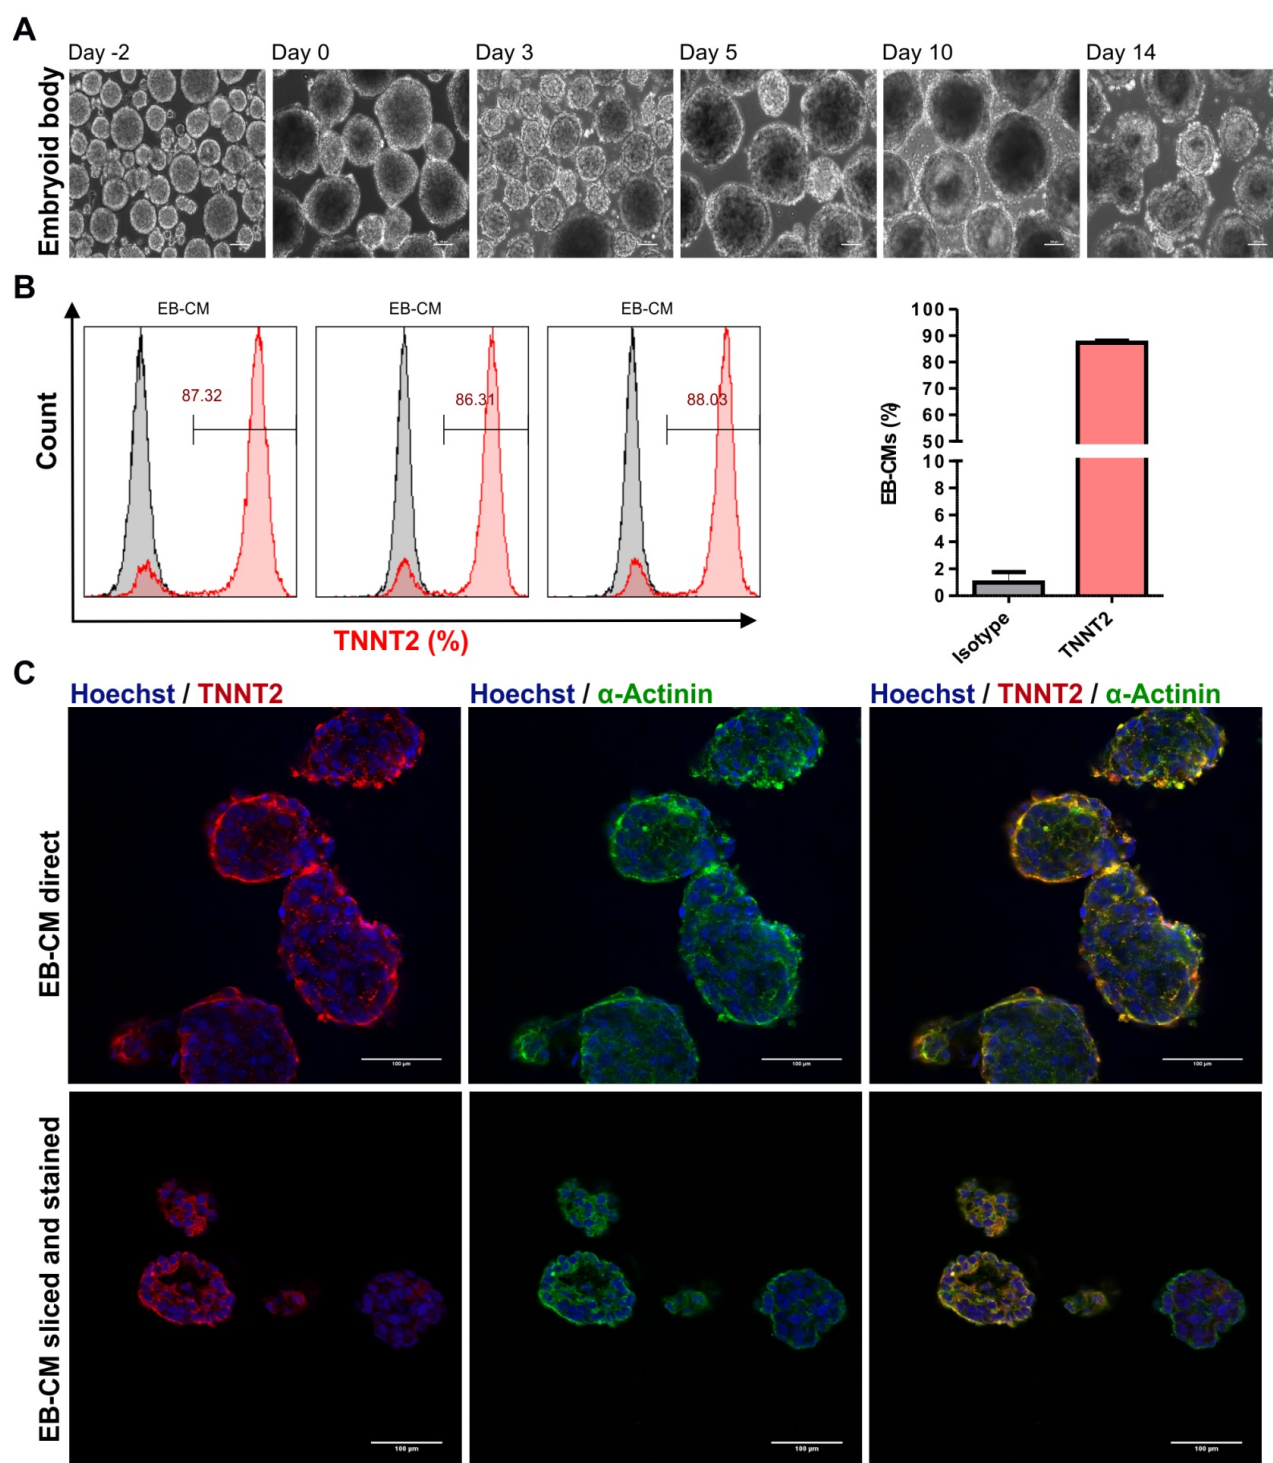 A
Day -2
Day 0
Day 3
Day 5
Day 10
Day 14
Embryoid body
B
EB-CM
EB-CM
EB-CM
87.32
86.31
88.03
Count
TNNT2 (%)
100
90
80
70
60
50
10
8
6
4
2
0
EB-CMs (%)
Isotype
TNNT2
C
Hoechst / TNNT2
Hoechst / α-Actinin
Hoechst / TNNT2 / α-Actinin
EB-CM direct
100 µm
100 µm
100 µm
EB-CM sliced and stained
100 µm
100 µm
100 µm